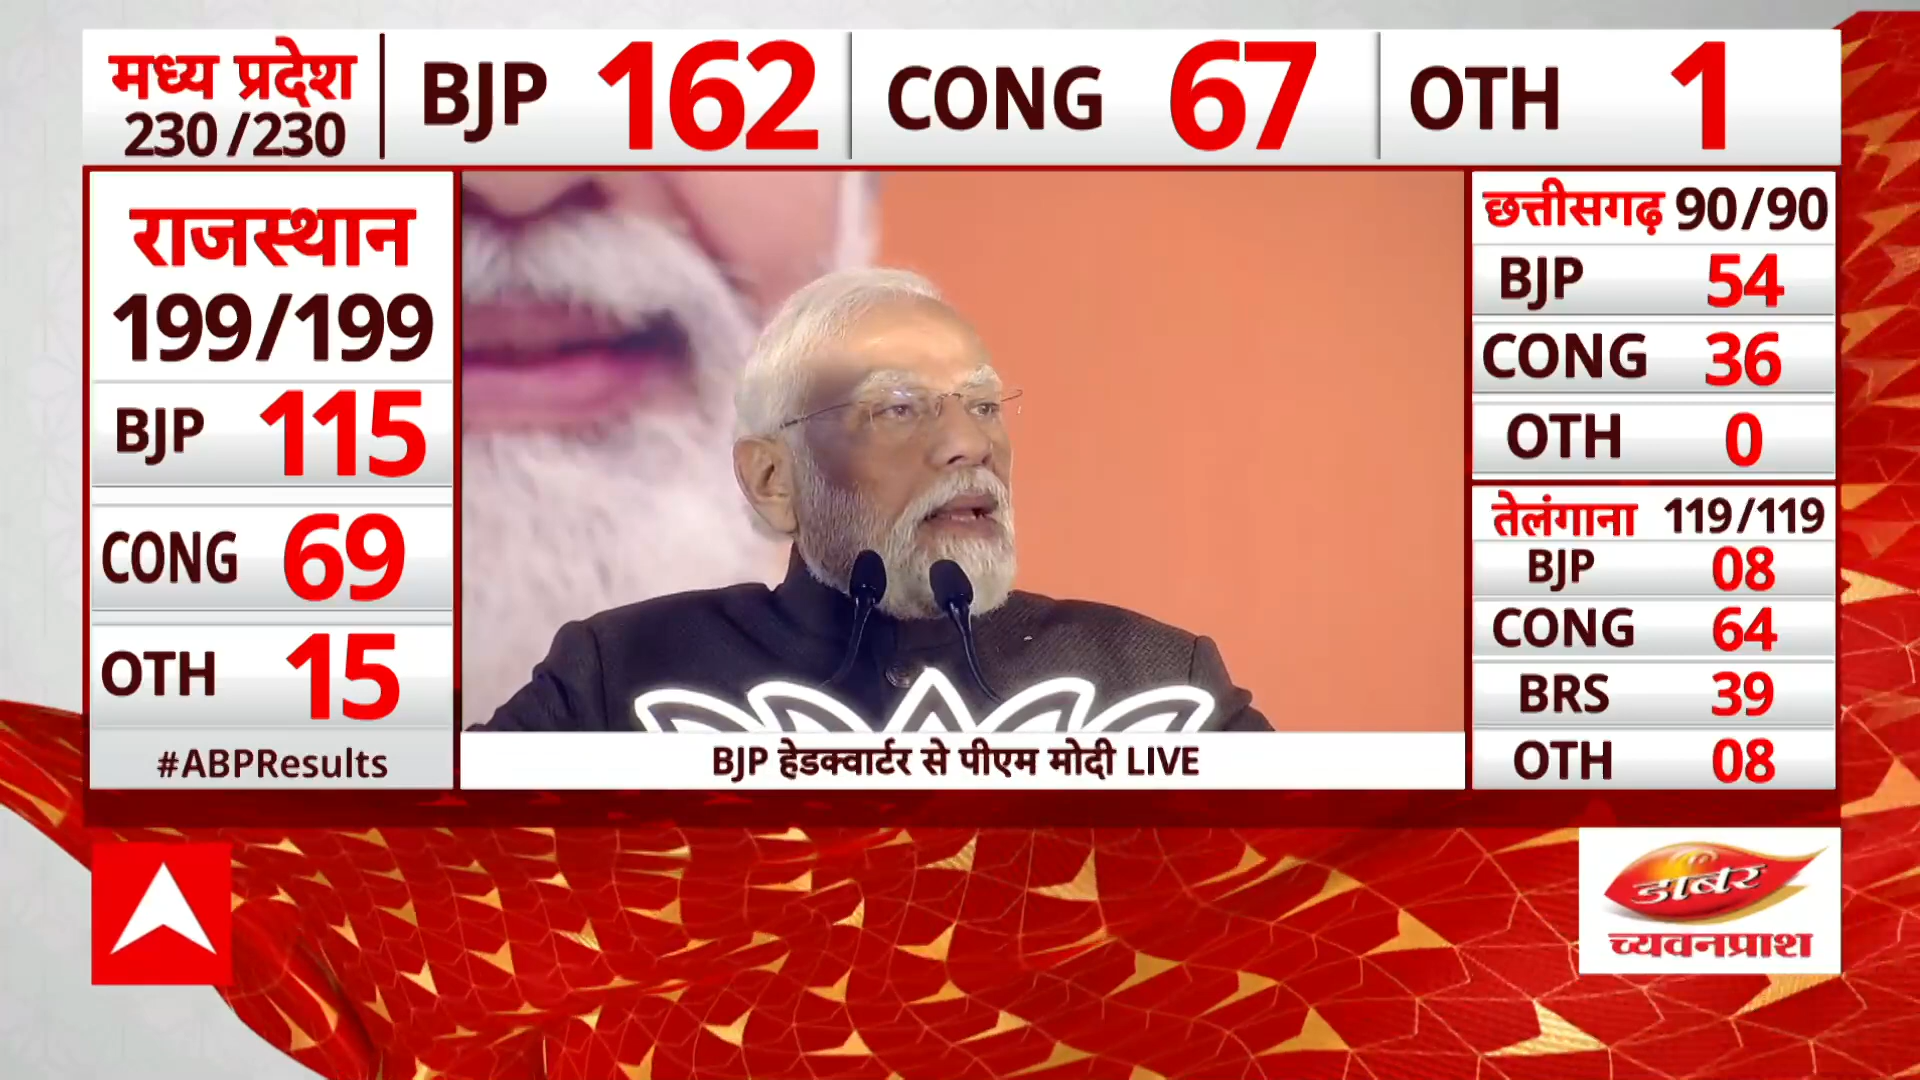 मध्य प्रदेश
230/230
BJP 162
CONG 67
OTH 1
राजस्थान
199/199
BJP 115
CONG 69
OTH 15
#ABPResults
BJP हेडक्वार्टर से पीएम मोदी LIVE
छत्तीसगढ़ 90/90
BJP 54
CONG 36
OTH 0
तेलंगाना 119/119
BJP 08
CONG 64
BRS 39
OTH 08
डाबर
च्यवनप्राश